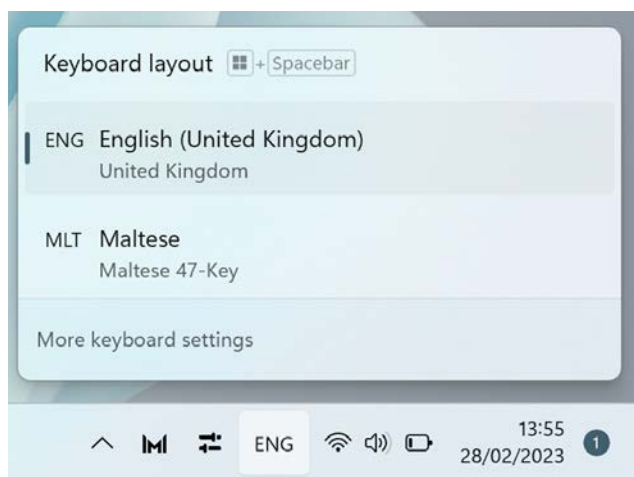 Keyboard layout + Spacebar
ENG English (United Kingdom)
United Kingdom
MLT Maltese
Maltese 47-Key
More keyboard settings
ENG 13:55
28/02/2023 1